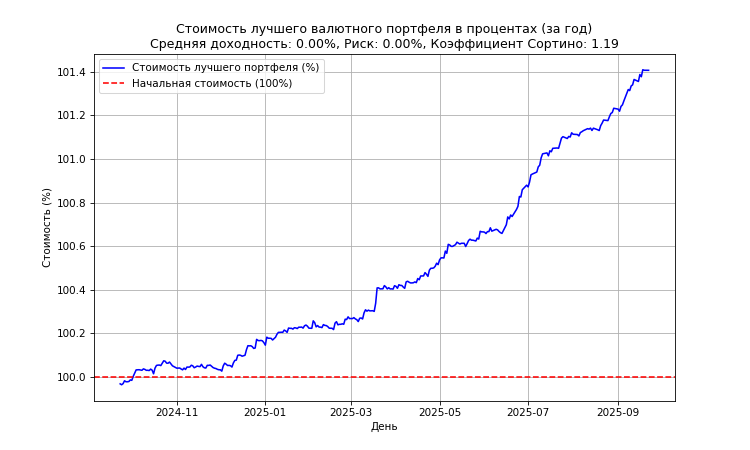 Стоимость лучшего валютного портфеля в процентах (за год)
Средняя доходность: 0.00%, Риск: 0.00%, Коэффициент Сортино: 1.19
Стоимость лучшего портфеля (%)
Начальная стоимость (100%)
Стоимость (%)
101.4
101.2
101.0
100.8
100.6
100.4
100.2
100.0
2024-11 2025-01 2025-03 2025-05 2025-07 2025-09
День